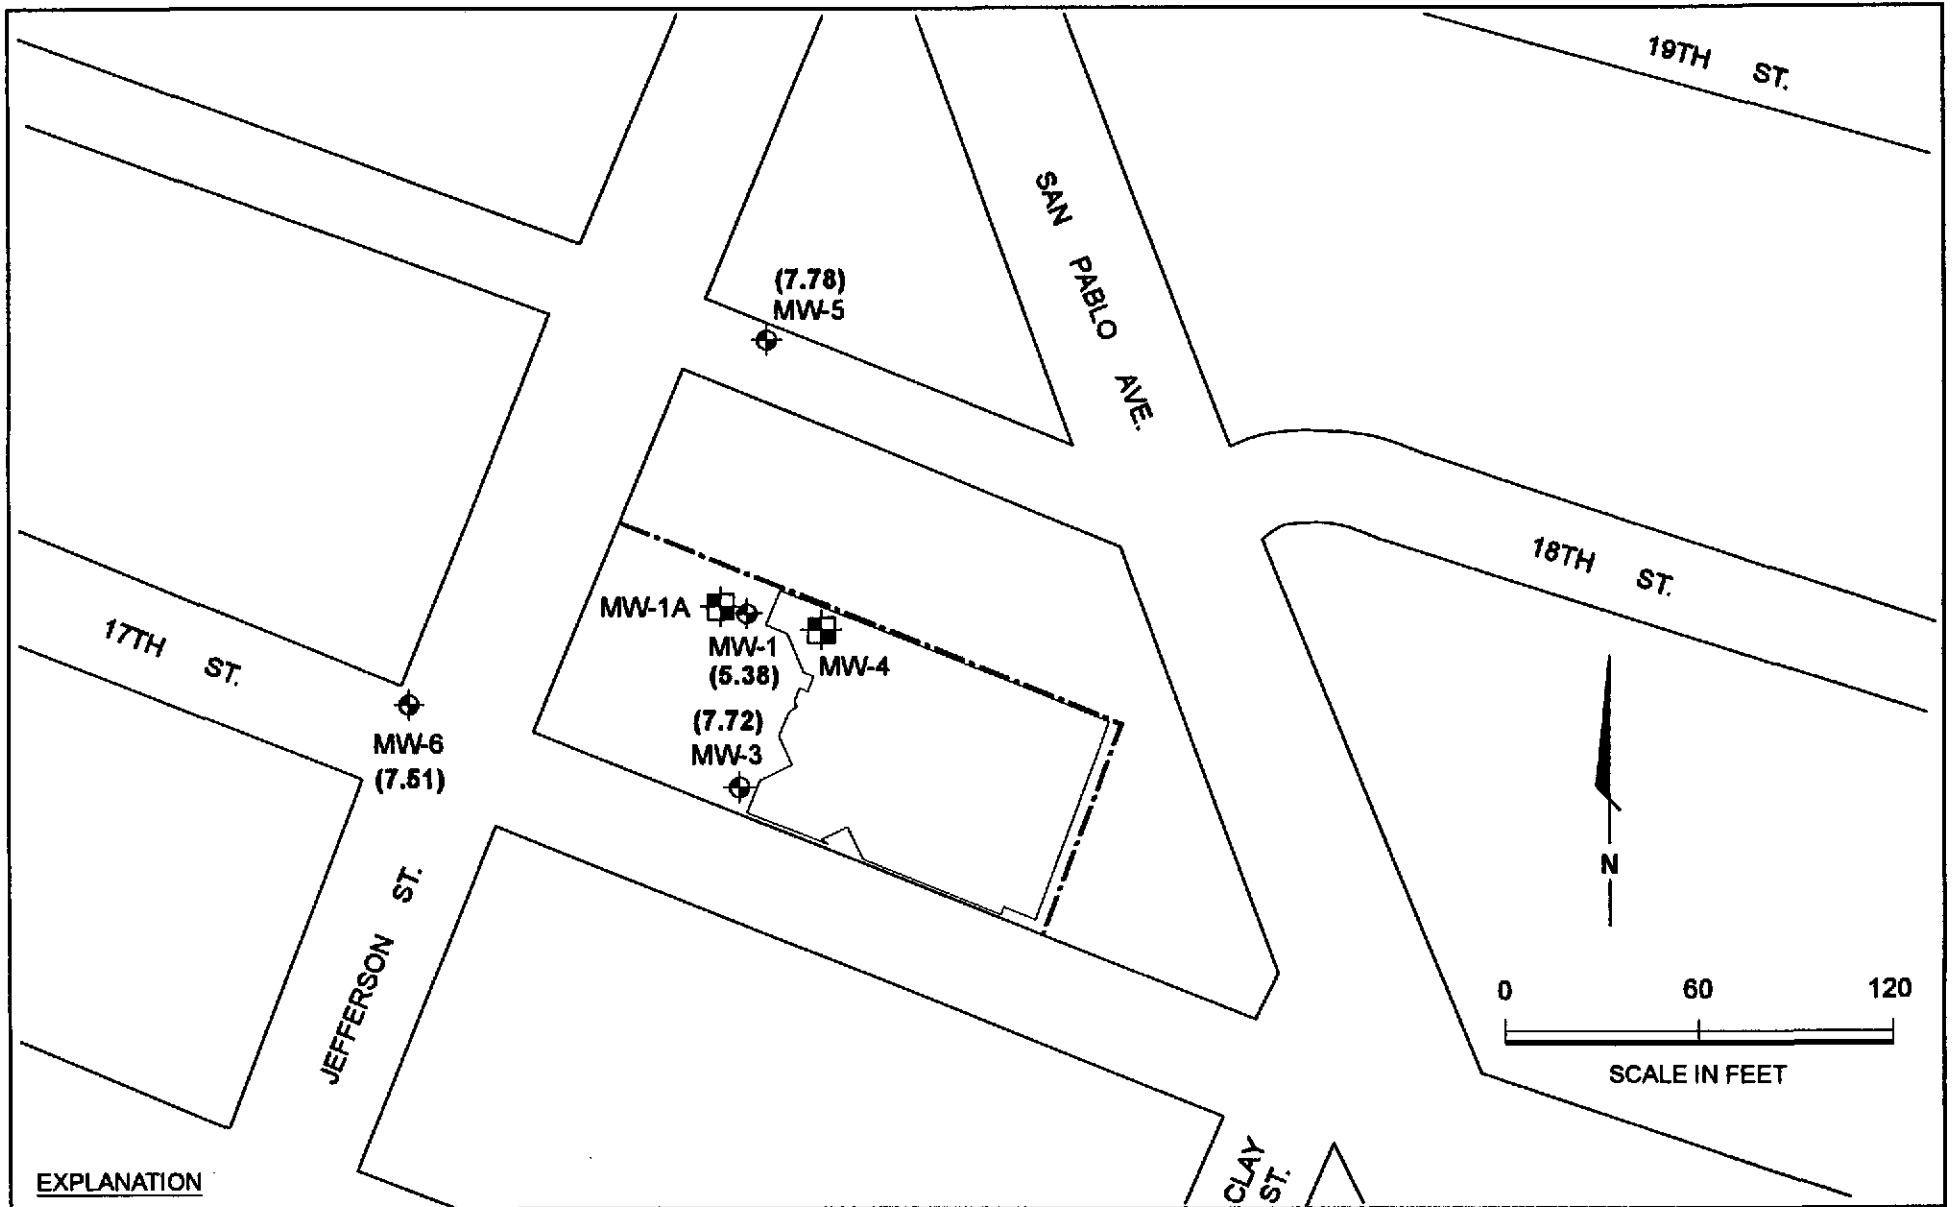 19TH ST.
SAN PABLO AVE.
(7.78)
MW-5
18TH ST.
MW-1A
MW-1
(5.38)
MW-4
17TH ST.
(7.72)
MW-3
MW-6
(7.51)
N
JEFFERSON ST.
0 60 120
SCALE IN FEET
CLAY ST.
EXPLANATION